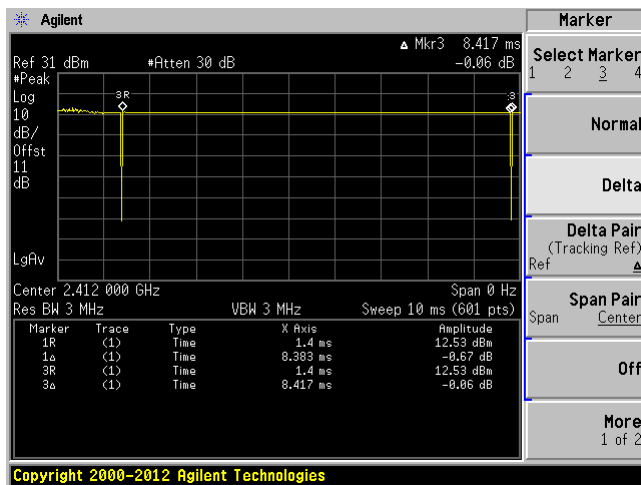 Agilent
Marker
▵ Mkr3 8.417 ms
Ref 31 dBm #Atten 30 dB -0.06 dB
#Peak
Log
10
dB/
Offst
11
dB
LgAv
3R
3
Center 2.412 000 GHz Span 0 Hz
Res BW 3 MHz VBW 3 MHz Sweep 10 ms (601 pts)
Marker Trace Type X Axis Amplitude
1R (1) Time 1.4 ms 12.53 dBm
1▵ (1) Time 8.383 ms -0.67 dB
3R (1) Time 1.4 ms 12.53 dBm
3▵ (1) Time 8.417 ms -0.06 dB
Select Marker
1 2 3 4
Normal
Delta
Delta Pair
(Tracking Ref)
Ref ▵
Span Pair
Span Center
Off
More
1 of 2
Copyright 2000-2012 Agilent Technologies